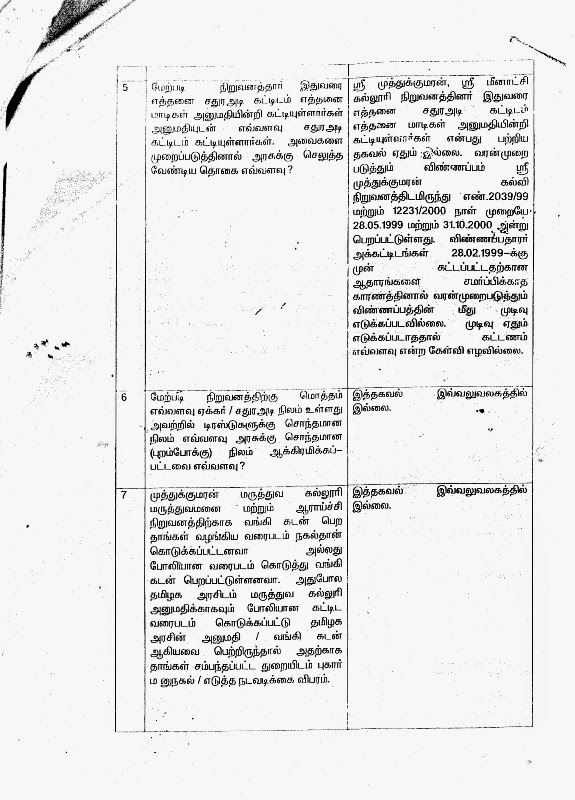 5
மேற்படி நிறுவனத்தார் இதுவரை
எத்தனை சதுரஅடி கட்டிடம் எத்தனை
மாடிகள் அனுமதியின்றி கட்டியுள்ளார்கள்
அனுமதியுடன் எவ்வளவு சதுரஅடி
கட்டிடம் கட்டியுள்ளார்கள். அவைகளை
முறைப்படுத்தினால் அரசுக்கு செலுத்த
வேண்டிய தொகை எவ்வளவு?
ஸ்ரீ முத்துக்குமரன், ஸ்ரீ மீனாட்சி
கல்லூரி நிறுவனத்தினர் இதுவரை
எத்தனை சதுரஅடி கட்டிடம்
எத்தனை மாடிகள் அனுமதியின்றி
கட்டியுள்ளார்கள் என்பது பற்றிய
தகவல் ஏதும் இல்லை. வரன்முறை
படுத்தும் விண்ணப்பம் ஸ்ரீ
முத்துக்குமரன் கல்வி
நிறுவனத்திடமிருந்து எண்.2039/99
மற்றும் 12231/2000 நாள் முறையே
28.05.1999 மற்றும் 31.10.2000 அன்று
பெறப்பட்டுள்ளது. விண்ணப்பதாரர்
அக்கட்டிடங்கள் 28.02.1999-க்கு
முன் கட்டப்பட்டதற்கான
ஆதாரங்களை சமர்ப்பிக்காத
காரணத்தினால் வரன்முறைபடுத்தும்
விண்ணப்பத்தின் மீது முடிவு
எடுக்கப்படவில்லை. முடிவு ஏதும்
எடுக்கப்படாததால் கட்டணம்
எவ்வளவு என்ற கேள்வி எழவில்லை.
6
மேற்படி நிறுவனத்திற்கு மொத்தம்
எவ்வளவு ஏக்கர் / சதுரஅடி நிலம் உள்ளது
அவற்றில் டிரஸ்டுகளுக்கு சொந்தமான
நிலம் எவ்வளவு அரசுக்கு சொந்தமான
(புறம்போக்கு) நிலம் ஆக்கிரமிக்கப்-
பட்டவை எவ்வளவு?
இத்தகவல் இவ்வலுவலகத்தில்
இல்லை.
7
முத்துக்குமரன் மருத்துவ கல்லூரி
மருத்துவமனை மற்றும் ஆராய்ச்சி
நிறுவனத்திற்காக வங்கி கடன் பெற
தாங்கள் வழங்கிய வரைபடம் நகல்தான்
கொடுக்கப்பட்டனவா அல்லது
போலியான வரைபடம் கொடுத்து வங்கி
கடன் பெறப்பட்டுள்ளனவா. அதுபோல
தமிழக அரசிடம் மருத்துவ கல்லூரி
அனுமதிக்காகவும் போலியான கட்டிட
வரைபடம் கொடுக்கப்பட்டு தமிழக
அரசின் அனுமதி / வங்கி கடன்
ஆகியவை பெற்றிருந்தால் அதற்காக
தாங்கள் சம்பந்தப்பட்ட துறையிடம் புகார்
ம னுநகல் / எடுத்த நடவடிக்கை விபரம்.
இத்தகவல் இவ்வலுவலகத்தில்
இல்லை.